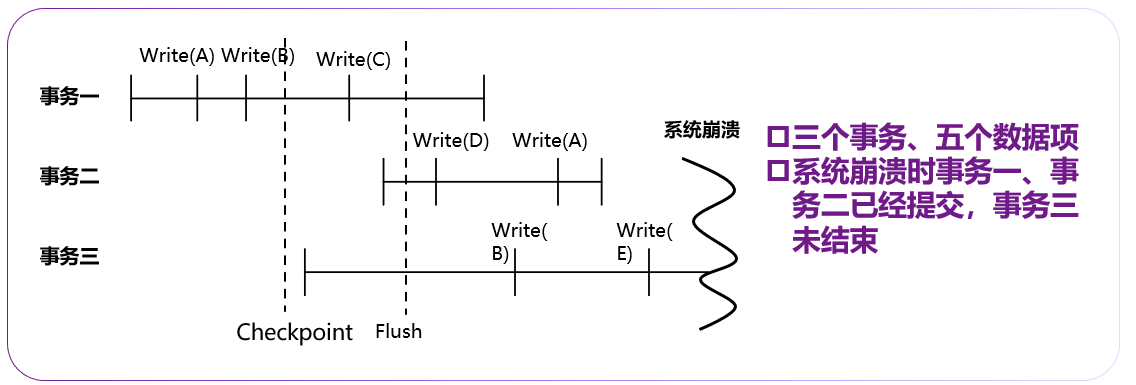 Write(A) Write(B) Write(C)
事务一
系统崩溃
Write(D) Write(A)
事务二
Write(
B)
Write(
E)
事务三
Checkpoint Flush
三个事务、五个数据项
系统崩溃时事务一、事
务二已经提交，事务三
未结束